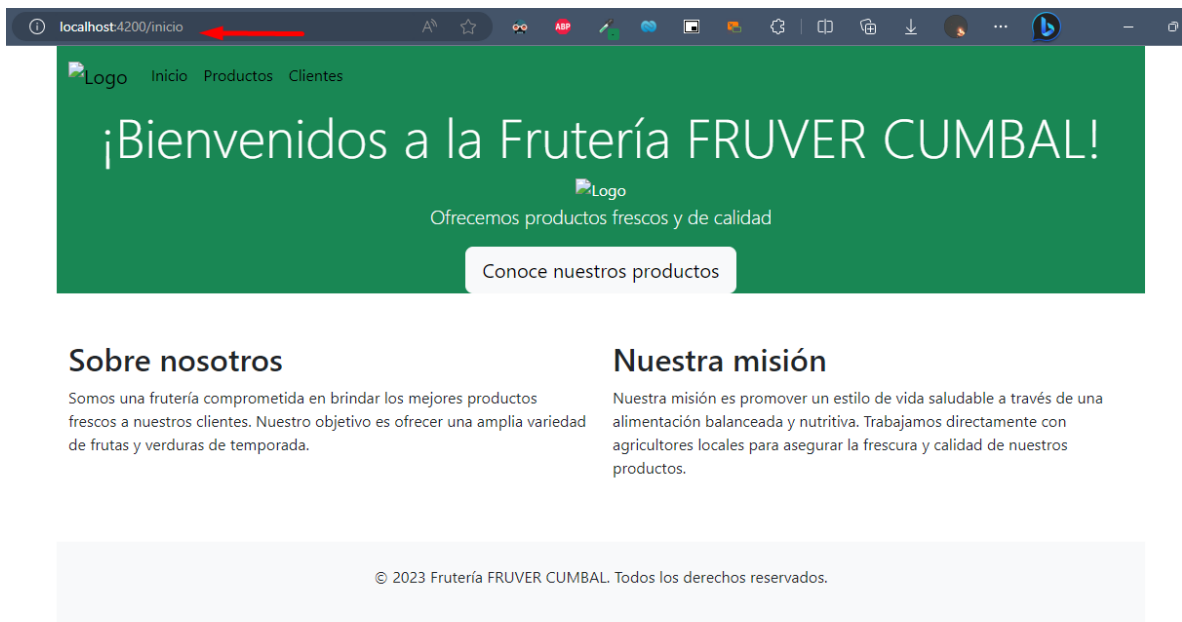 localhost:4200/inicio
ABP
Logo Inicio Productos Clientes
¡Bienvenidos a la Frutería FRUVER CUMBAL!
Logo
Ofrecemos productos frescos y de calidad
Conoce nuestros productos
Sobre nosotros
Somos una frutería comprometida en brindar los mejores productos
frescos a nuestros clientes. Nuestro objetivo es ofrecer una amplia variedad
de frutas y verduras de temporada.
Nuestra misión
Nuestra misión es promover un estilo de vida saludable a través de una
alimentación balanceada y nutritiva. Trabajamos directamente con
agricultores locales para asegurar la frescura y calidad de nuestros
productos.
© 2023 Frutería FRUVER CUMBAL. Todos los derechos reservados.